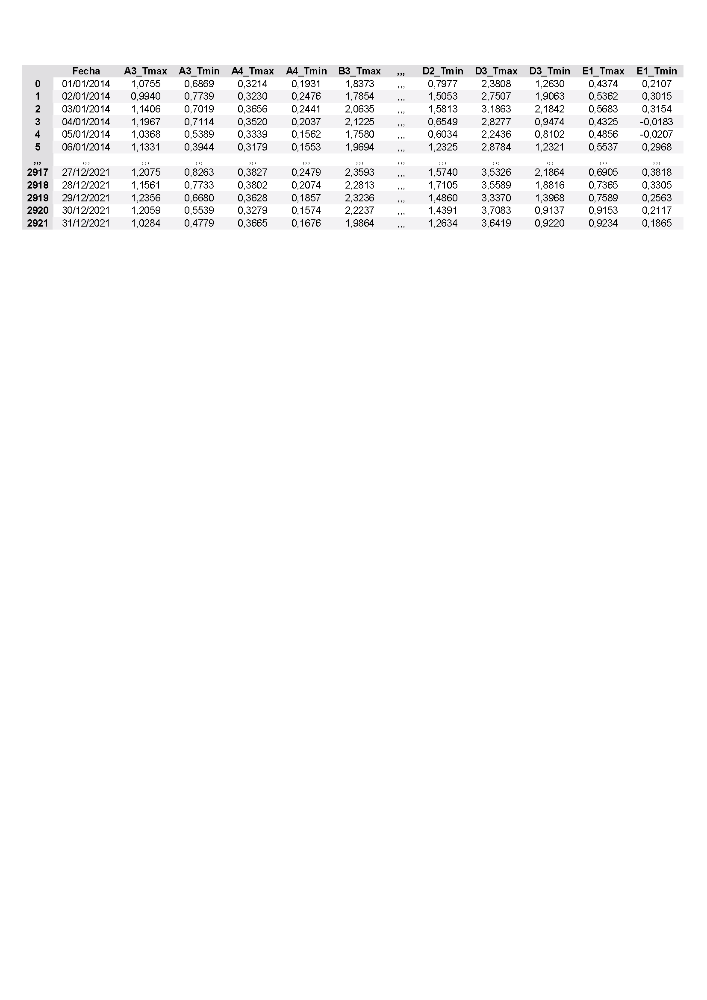 Fecha A3_Tmax A3_Tmin A4_Tmax A4_Tmin B3_Tmax ,,, D2_Tmin D3_Tmax D3_Tmin E1_Tmax E1_Tmin
0 01/01/2014 1,0755 0,6869 0,3214 0,1931 1,8373 ,,, 0,7977 2,3808 1,2630 0,4374 0,2107
1 02/01/2014 0,9940 0,7739 0,3230 0,2476 1,7854 ,,, 1,5053 2,7507 1,9063 0,5362 0,3015
2 03/01/2014 1,1406 0,7019 0,3656 0,2441 2,0635 ,,, 1,5813 3,1863 2,1842 0,5683 0,3154
3 04/01/2014 1,1967 0,7114 0,3520 0,2037 2,1225 ,,, 0,6549 2,8277 0,9474 0,4325 -0,0183
4 05/01/2014 1,0368 0,5389 0,3339 0,1562 1,7580 ,,, 0,6034 2,2436 0,8102 0,4856 -0,0207
5 06/01/2014 1,1331 0,3944 0,3179 0,1553 1,9694 ,,, 1,2325 2,8784 1,2321 0,5537 0,2968
,,, ,,, ,,, ,,, ,,, ,,, ,,, ,,, ,,, ,,, ,,, ,,, ,,,
2917 27/12/2021 1,2075 0,8263 0,3827 0,2479 2,3593 ,,, 1,5740 3,5326 2,1864 0,6905 0,3818
2918 28/12/2021 1,1561 0,7733 0,3802 0,2074 2,2813 ,,, 1,7105 3,5589 1,8816 0,7365 0,3305
2919 29/12/2021 1,2356 0,6680 0,3628 0,1857 2,3236 ,,, 1,4860 3,3370 1,3968 0,7589 0,2563
2920 30/12/2021 1,2059 0,5539 0,3279 0,1574 2,2237 ,,, 1,4391 3,7083 0,9137 0,9153 0,2117
2921 31/12/2021 1,0284 0,4779 0,3665 0,1676 1,9864 ,,, 1,2634 3,6419 0,9220 0,9234 0,1865